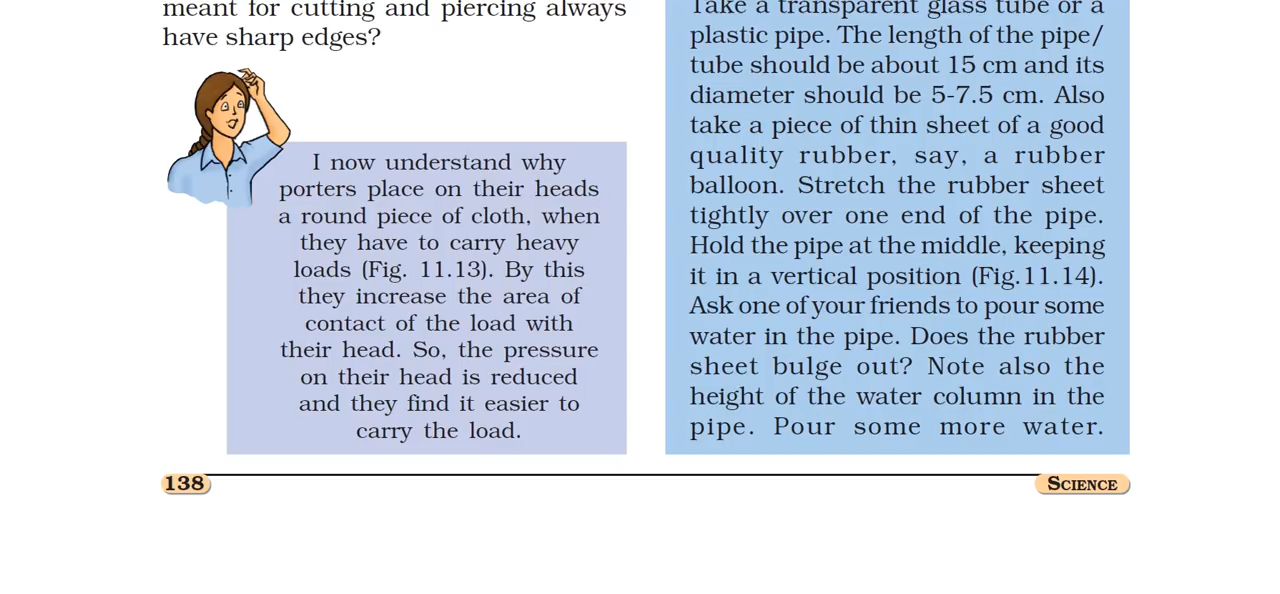 meant for cutting and piercing always
have sharp edges?
I now understand why
porters place on their heads
a round piece of cloth, when
they have to carry heavy
loads (Fig. 11.13). By this
they increase the area of
contact of the load with
their head. So, the pressure
on their head is reduced
and they find it easier to
carry the load.
Take a transparent glass tube or a
plastic pipe. The length of the pipe/
tube should be about 15 cm and its
diameter should be 5-7.5 cm. Also
take a piece of thin sheet of a good
quality rubber, say, a rubber
balloon. Stretch the rubber sheet
tightly over one end of the pipe.
Hold the pipe at the middle, keeping
it in a vertical position (Fig.11.14).
Ask one of your friends to pour some
water in the pipe. Does the rubber
sheet bulge out? Note also the
height of the water column in the
pipe. Pour some more water.
138
SCIENCE